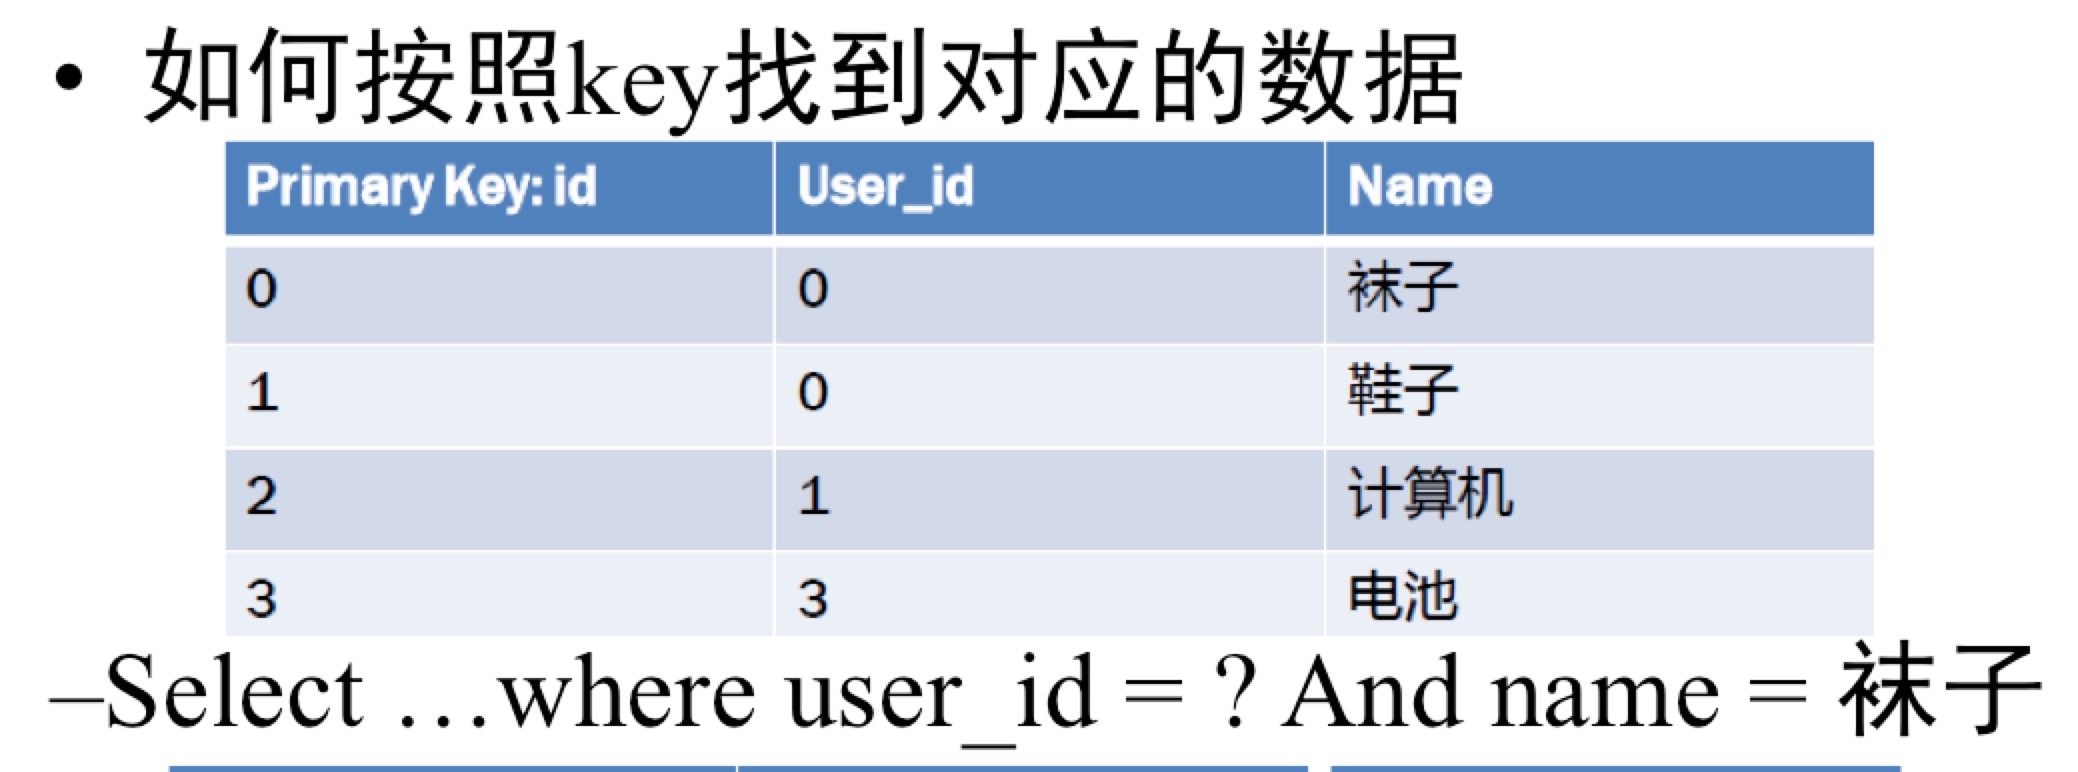 • 如何按照key找到对应的数据
Primary Key: id User_id Name
0 0 袜子
1 0 鞋子
2 1 计算机
3 3 电池
–Select …where user_id = ? And name = 袜子